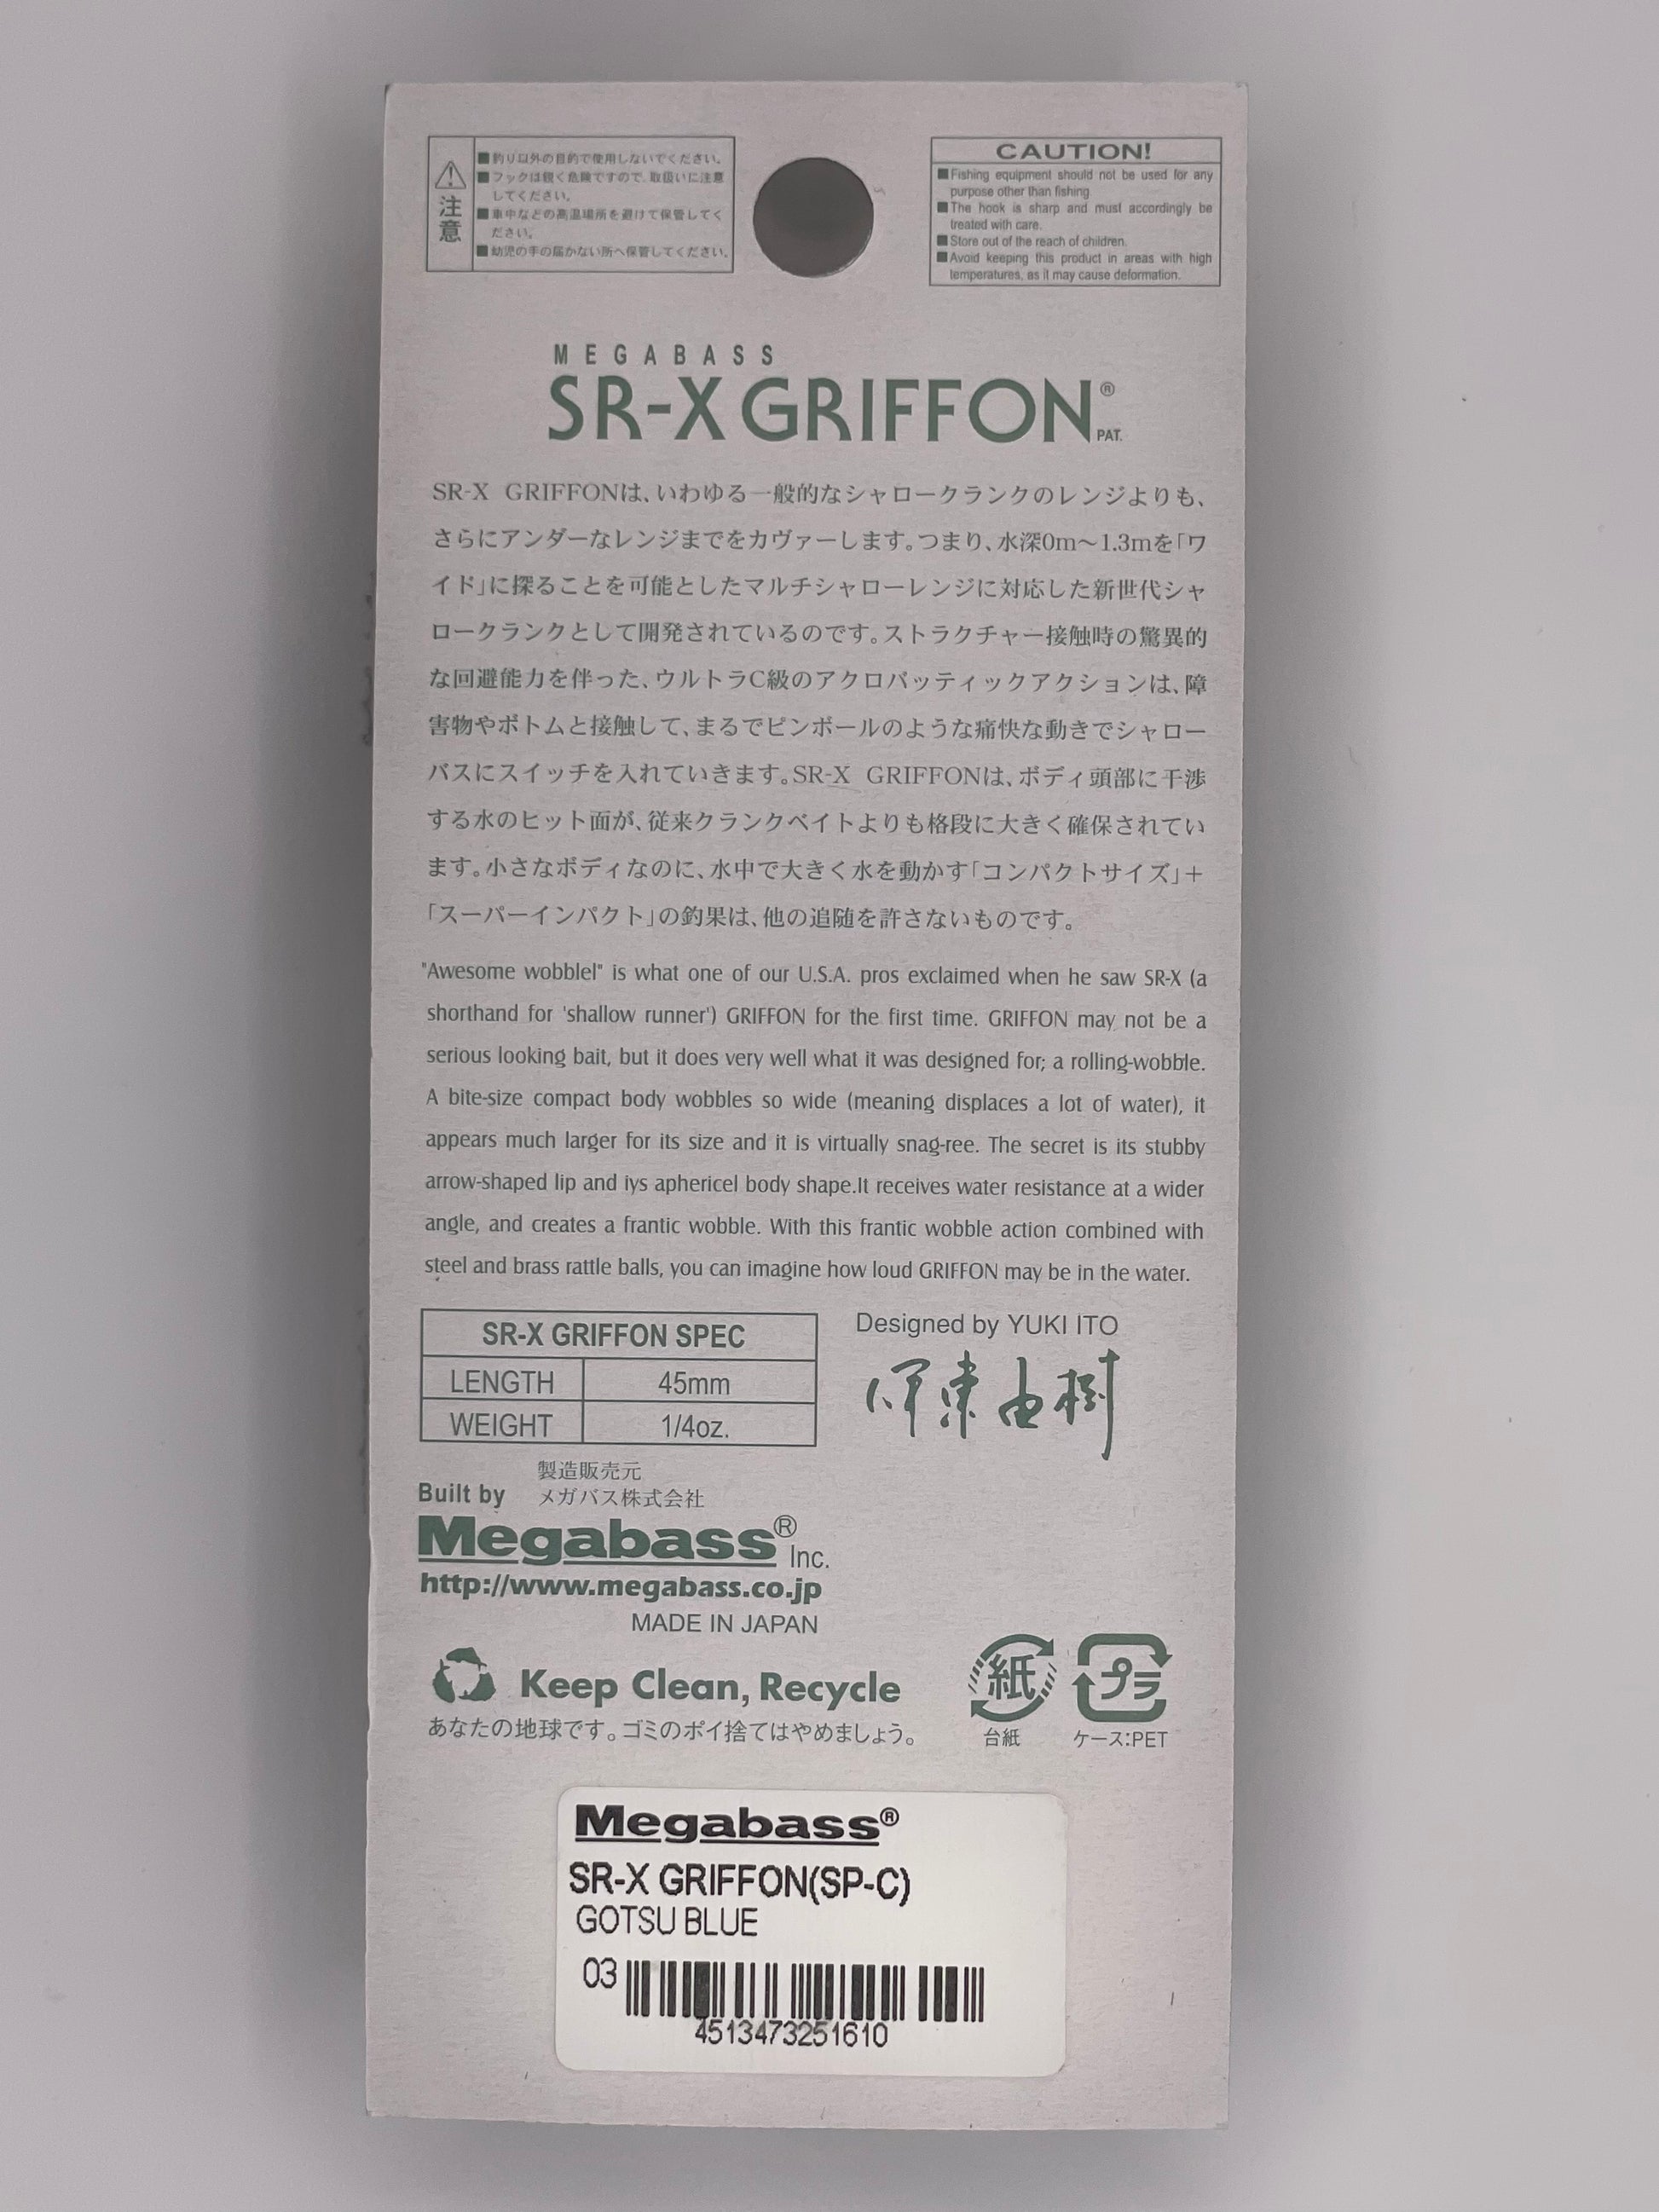 注意
■釣り以外の目的で使用しないでください。
■フックは鋭く危険ですので、取扱いに注意
してください。
■車中などの高温場所を避けて保管してく
ださい。
■幼児の手の届かない所へ保管してください。
CAUTION!
■Fishing equipment should not be used for any
purpose other than fishing
■The hook is sharp and must accordingly be
treated with care.
■Store out of the reach of children.
■Avoid keeping this product in areas with high
temperatures, as it may cause deformation.
MEGABASS
SR-X GRIFFON®
PAT.
SR-X GRIFFONは、いわゆる一般的なシャロークランクのレンジよりも、
さらにアンダーなレンジまでをカヴァーします。つまり、水深0m〜1.3mを「ワ
イド」に探ることを可能としたマルチシャローレンジに対応した新世代シャ
ロークランクとして開発されているのです。ストラクチャー接触時の驚異的
な回避能力を伴った、ウルトラC級のアクロバッティックアクションは、障
害物やボトムと接触して、まるでピンボールのような痛快な動きでシャロー
バスにスイッチを入れていきます。SR-X GRIFFONは、ボディ頭部に干渉
する水のヒット面が、従来クランクベイトよりも格段に大きく確保されてい
ます。小さなボディなのに、水中で大きく水を動かす「コンパクトサイズ」＋
「スーパーインパクト」の釣果は、他の追随を許さないものです。
"Awesome wobblel" is what one of our U.S.A. pros exclaimed when he saw SR-X (a
shorthand for 'shallow runner') GRIFFON for the first time. GRIFFON may not be a
serious looking bait, but it does very well what it was designed for; a rolling-wobble.
A bite-size compact body wobbles so wide (meaning displaces a lot of water), it
appears much larger for its size and it is virtually snag-ree. The secret is its stubby
arrow-shaped lip and iys aphericel body shape.It receives water resistance at a wider
angle, and creates a frantic wobble. With this frantic wobble action combined with
steel and brass rattle balls, you can imagine how loud GRIFFON may be in the water.
SR-X GRIFFON SPEC
LENGTH 45mm
WEIGHT 1/4oz.
Designed by YUKI ITO
伊東由樹
製造販売元
Built by メガバス株式会社
Megabass® Inc.
http://www.megabass.co.jp
MADE IN JAPAN
Keep Clean, Recycle
あなたの地球です。ゴミのポイ捨てはやめましょう。
紙
台紙
プラ
ケース:PET
Megabass®
SR-X GRIFFON(SP-C)
GOTSU BLUE
03
4513473251610